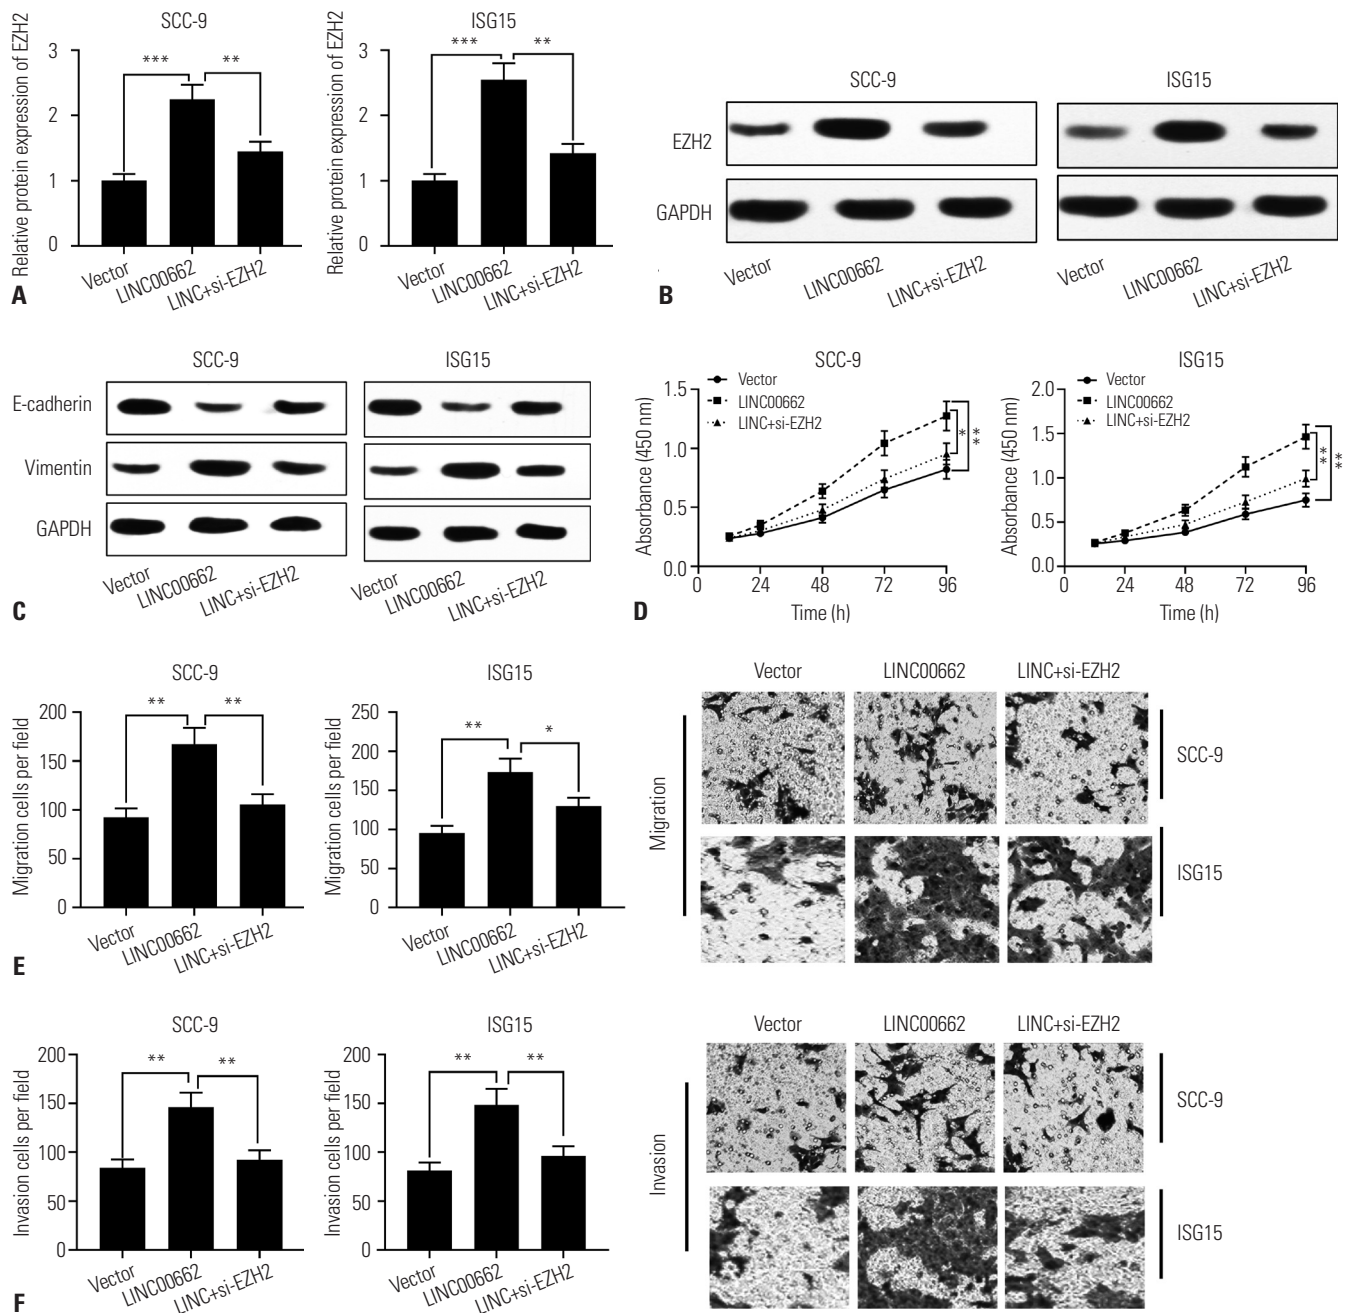 SCC-9
ISG15
Relative protein expression of EZH2
3
2
1
0
***
**
Vector
LINC00662
LINC+si-EZH2
Relative protein expression of EZH2
3
2
1
0
***
**
Vector
LINC00662
LINC+si-EZH2
A
SCC-9
ISG15
EZH2
GAPDH
Vector
LINC00662
LINC+si-EZH2
Vector
LINC00662
LINC+si-EZH2
B
SCC-9
ISG15
E-cadherin
Vimentin
GAPDH
Vector
LINC00662
LINC+si-EZH2
Vector
LINC00662
LINC+si-EZH2
C
SCC-9
Vector
LINC00662
LINC+si-EZH2
Absorbance (450 nm)
1.5
1.0
0.5
0.0
0
24
48
72
96
Time (h)
*
**
ISG15
Vector
LINC00662
LINC+si-EZH2
Absorbance (450 nm)
2.0
1.5
1.0
0.5
0.0
0
24
48
72
96
Time (h)
**
**
D
SCC-9
Migration cells per field
200
150
100
50
0
**
**
Vector
LINC00662
LINC+si-EZH2
ISG15
Migration cells per field
250
200
150
100
50
0
**
*
Vector
LINC00662
LINC+si-EZH2
Vector
LINC00662
LINC+si-EZH2
Migration
SCC-9
ISG15
E
SCC-9
Invasion cells per field
200
150
100
50
0
**
**
Vector
LINC00662
LINC+si-EZH2
ISG15
Invasion cells per field
200
150
100
50
0
**
**
Vector
LINC00662
LINC+si-EZH2
Vector
LINC00662
LINC+si-EZH2
Invasion
SCC-9
ISG15
F